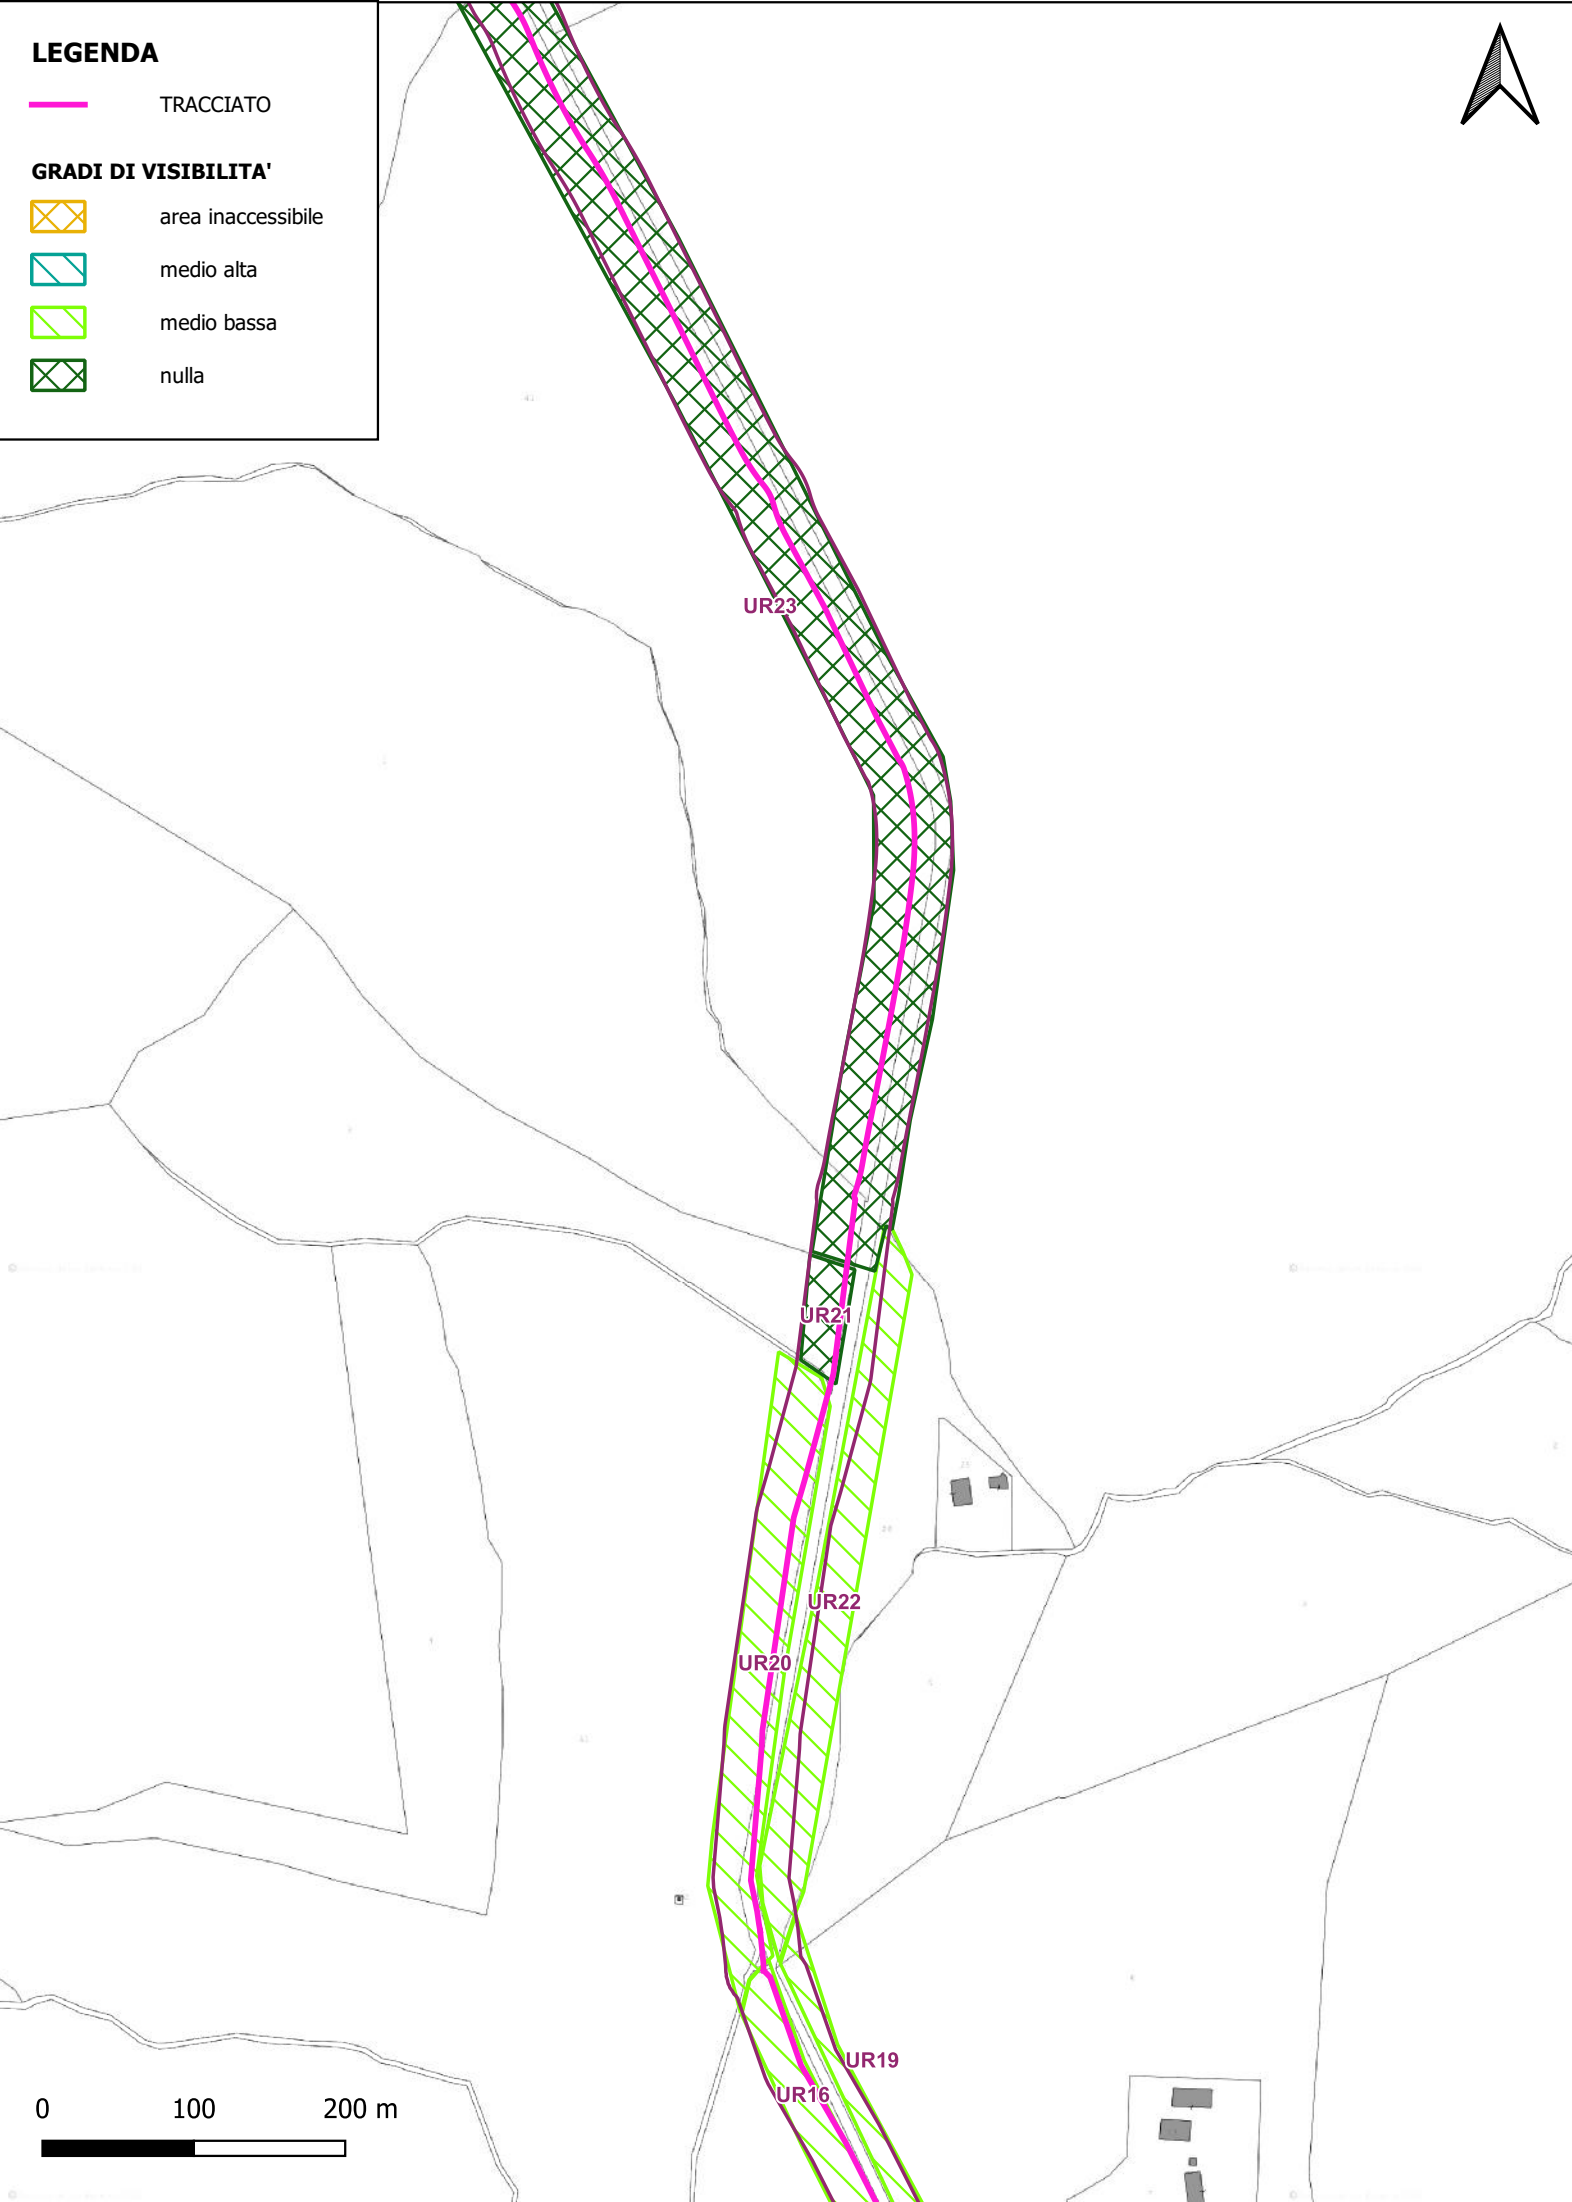 LEGENDA
TRACCIATO
GRADI DI VISIBILITA'
area inaccessibile
medio alta
medio bassa
nulla
UR23
UR21
UR22
UR20
UR19
UR16
0 100 200 m